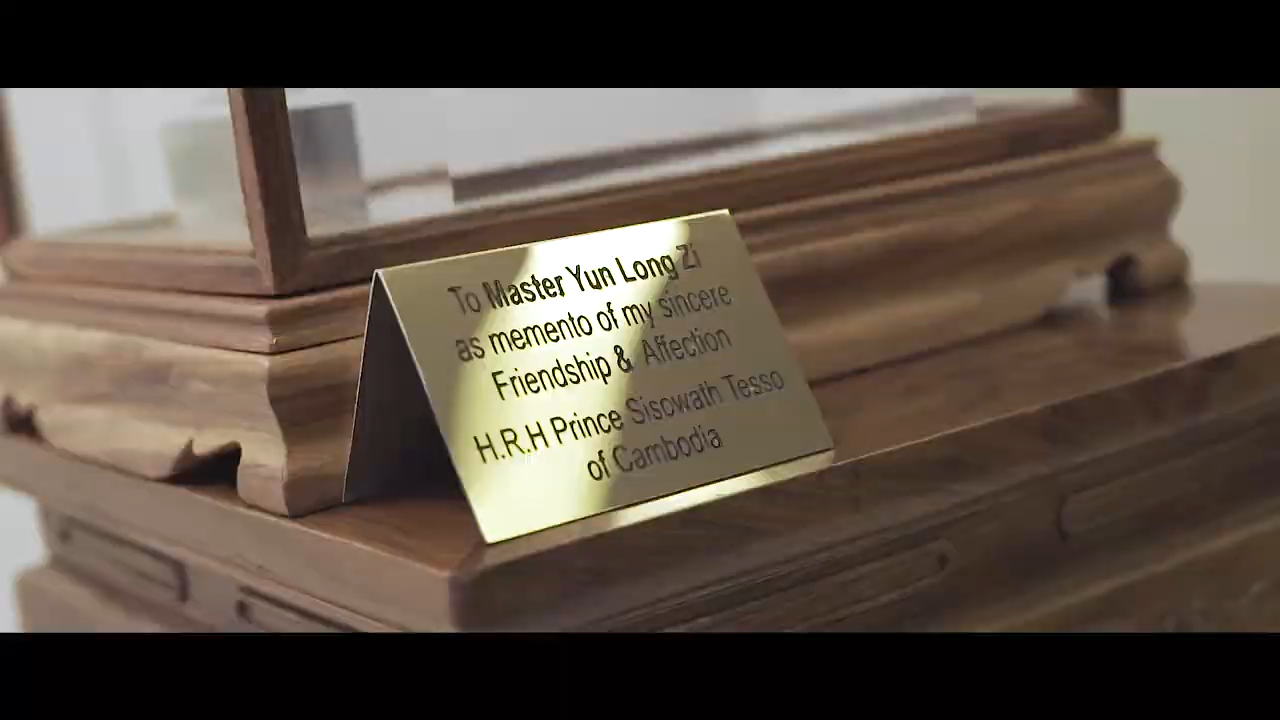 To Master Yun Long Zi
as memento of my sincere
Friendship & Affection
H.R.H Prince Sisowath Tesso
of Cambodia